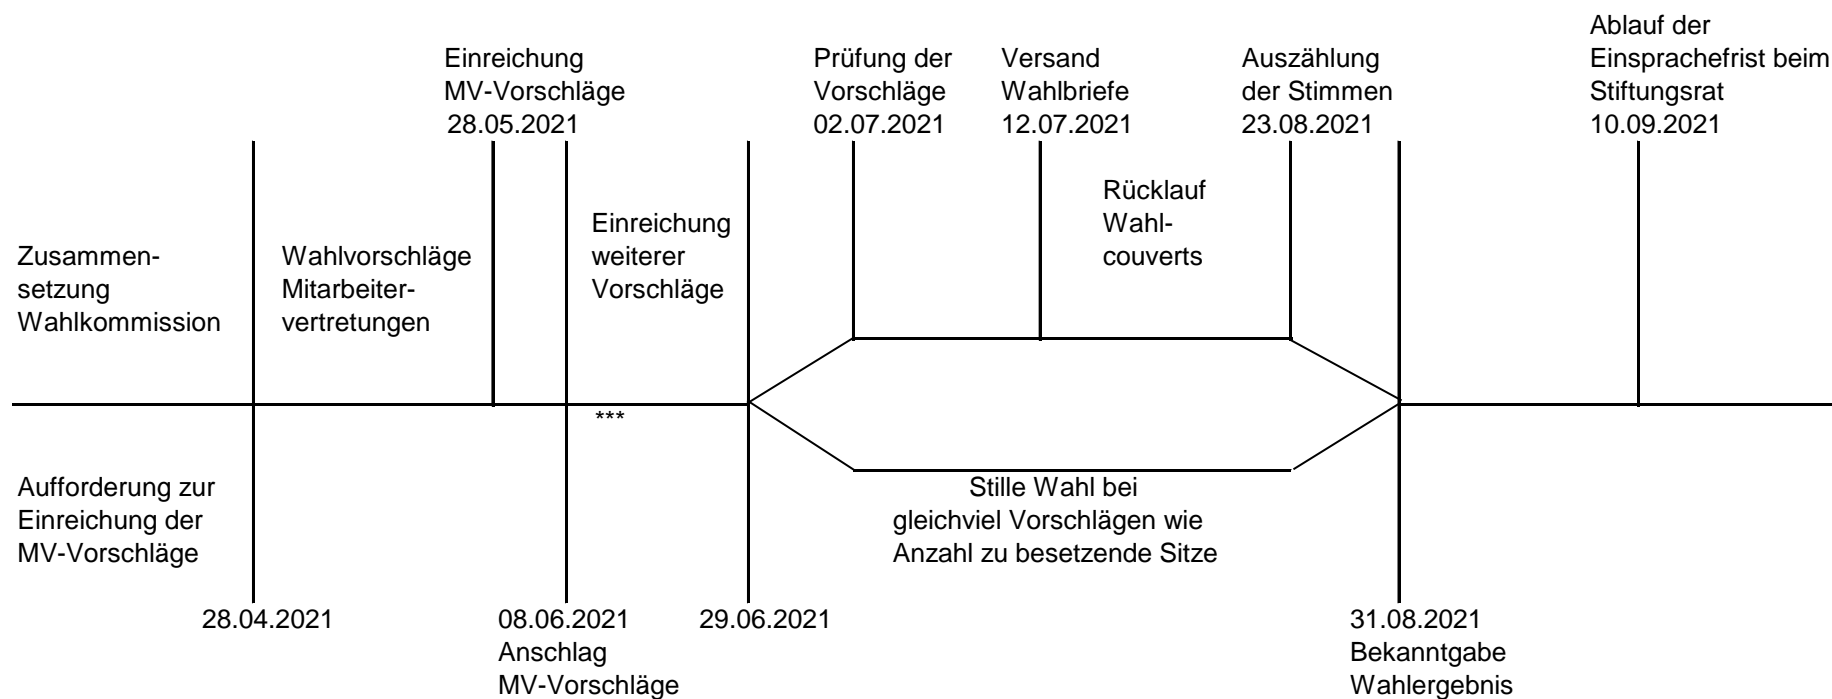 Einreichung
MV-Vorschläge
28.05.2021
Prüfung der
Vorschläge
02.07.2021
Versand
Wahlbriefe
12.07.2021
Auszählung
der Stimmen
23.08.2021
Ablauf der
Einsprachefrist beim
Stiftungsrat
10.09.2021
Zusammen-
setzung
Wahlkommission
Wahlvorschläge
Mitarbeiter-
vertretungen
Einreichung
weiterer
Vorschläge
Rücklauf
Wahl-
couverts
***
Aufforderung zur
Einreichung der
MV-Vorschläge
Stille Wahl bei
gleichviel Vorschlägen wie
Anzahl zu besetzende Sitze
28.04.2021
08.06.2021
Anschlag
MV-Vorschläge
29.06.2021
31.08.2021
Bekanntgabe
Wahlergebnis